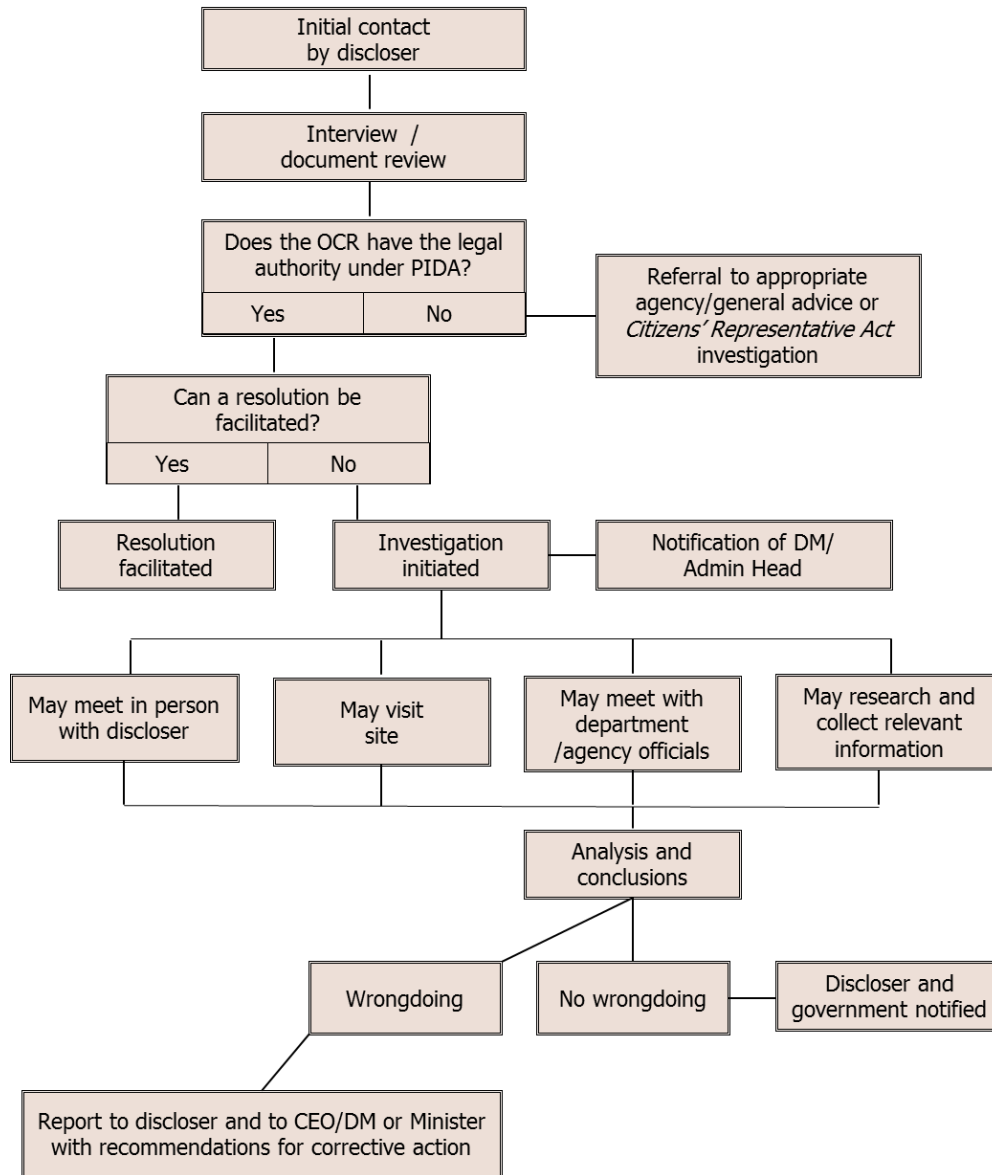 Initial contact
by discloser
Interview /
document review
Does the OCR have the legal
authority under PIDA?
Yes
No
Referral to appropriate
agency/general advice or
Citizens’ Representative Act
investigation
Can a resolution be
facilitated?
Yes
No
Resolution
facilitated
Investigation
initiated
Notification of DM/
Admin Head
May meet in person
with discloser
May visit
site
May meet with
department
/agency officials
May research and
collect relevant
information
Analysis and
conclusions
Wrongdoing
No wrongdoing
Discloser and
government notified
Report to discloser and to CEO/DM or Minister
with recommendations for corrective action